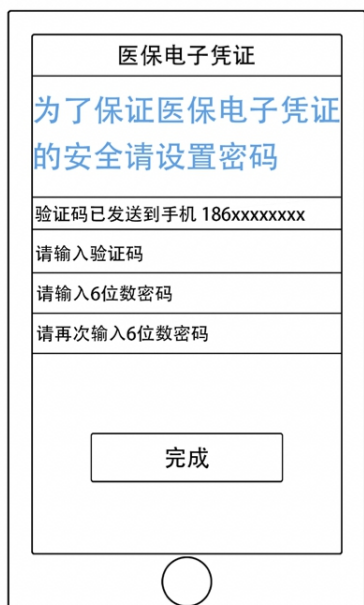 医保电子凭证
为了保证医保电子凭证
的安全请设置密码
验证码已发送到手机 186xxxxxxxx
请输入验证码
请输入6位数密码
请再次输入6位数密码
完成